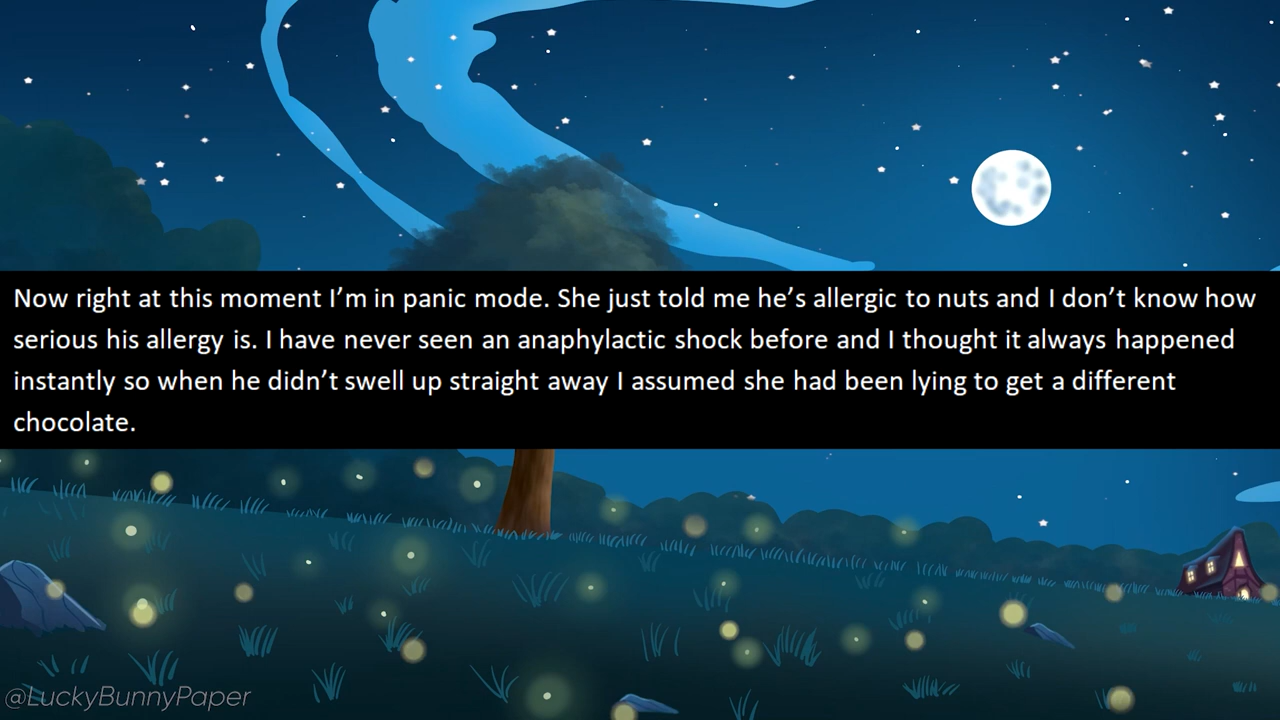 Now right at this moment I’m in panic mode. She just told me he’s allergic to nuts and I don’t know how
serious his allergy is. I have never seen an anaphylactic shock before and I thought it always happened
instantly so when he didn’t swell up straight away I assumed she had been lying to get a different
chocolate.
@LuckyBunnyPaper